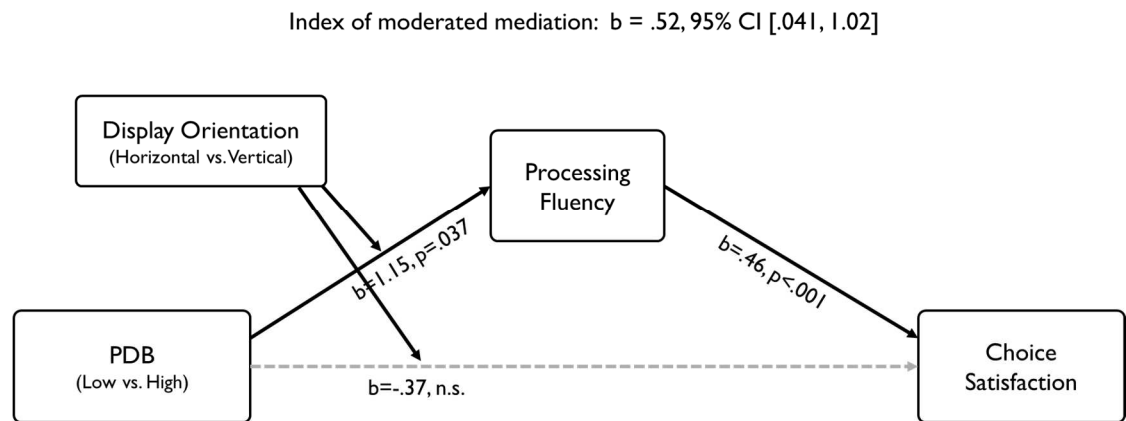 Index of moderated mediation: b = .52, 95% CI [.041, 1.02]
Display Orientation
(Horizontal vs. Vertical)
Processing
Fluency
b=1.15, p=.037
b=.46, p<.001
PDB
(Low vs. High)
b=-.37, n.s.
Choice
Satisfaction